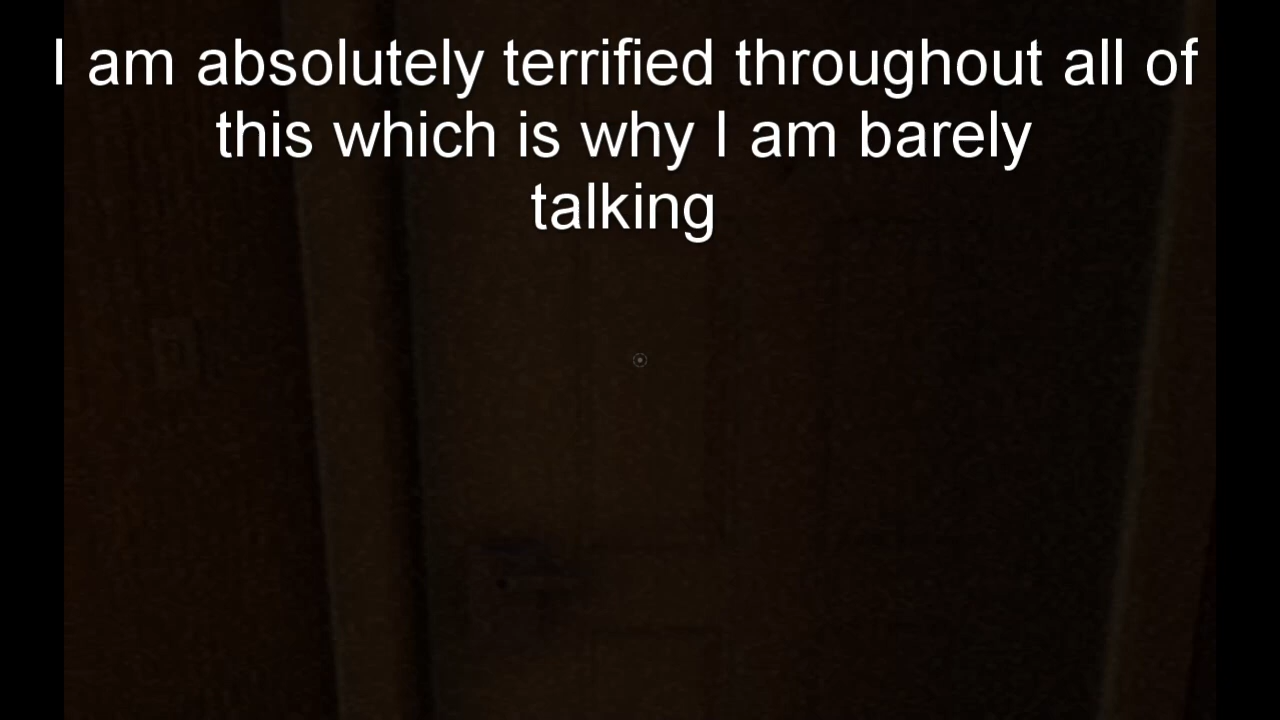 I am absolutely terrified throughout all of
this which is why I am barely
talking